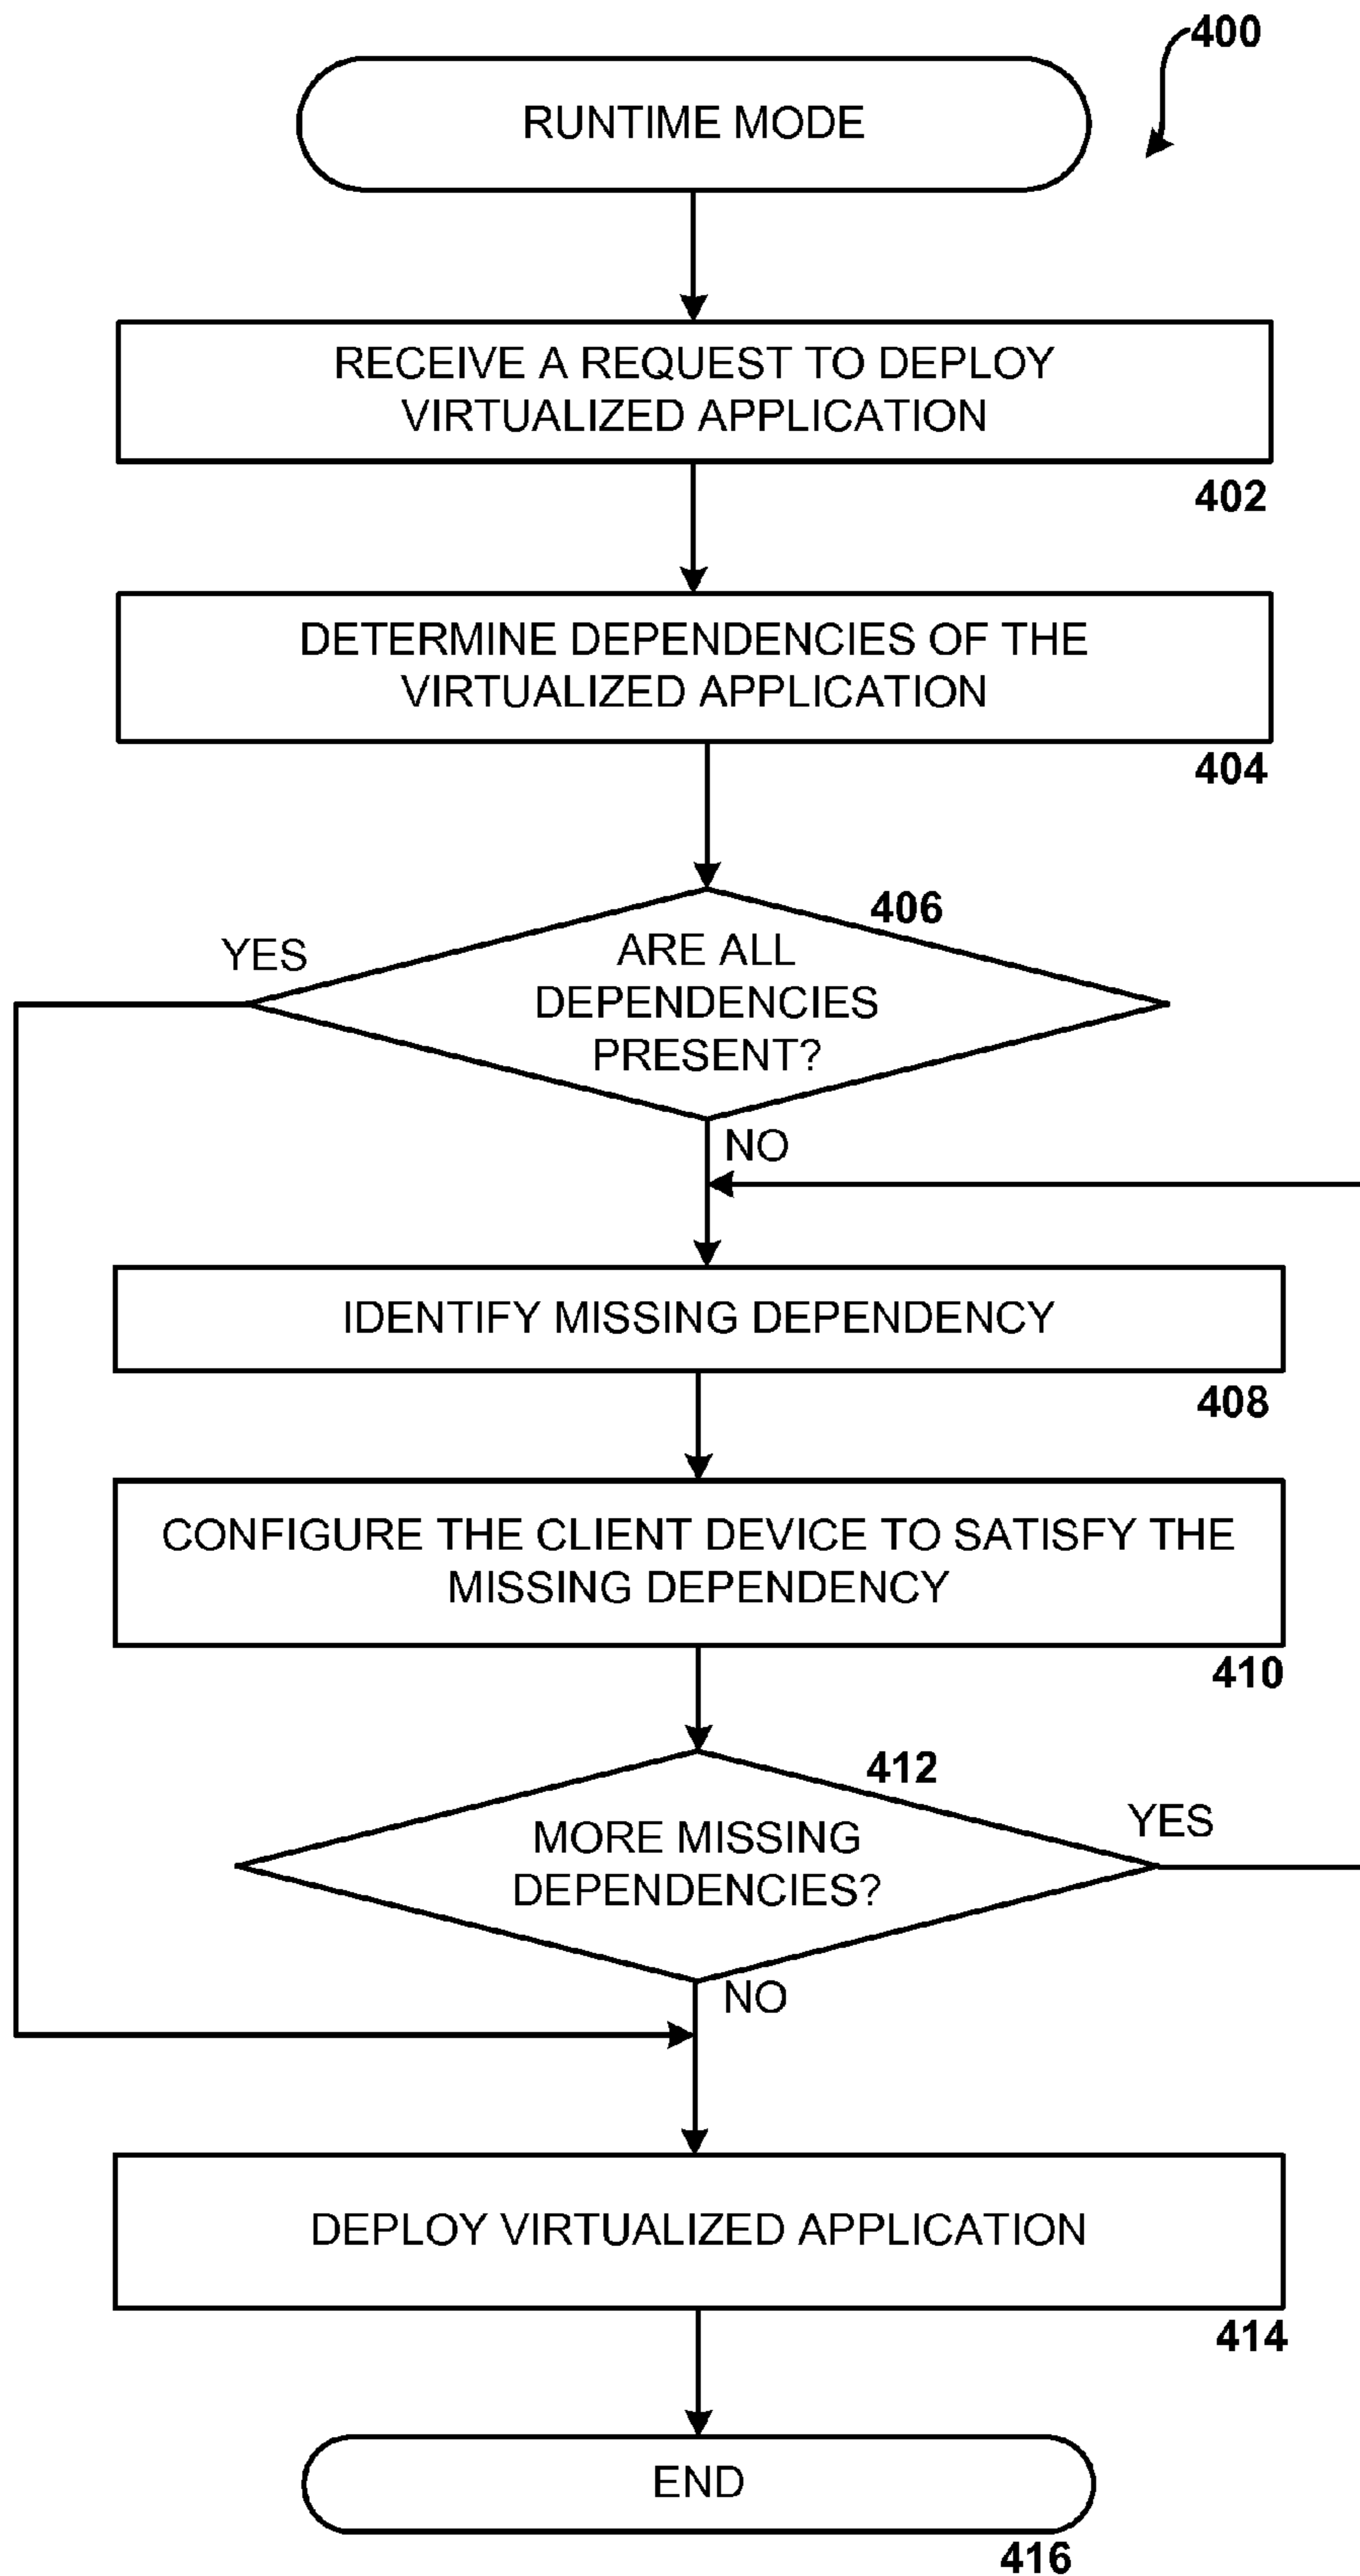 400
RUNTIME MODE
RECEIVE A REQUEST TO DEPLOY
VIRTUALIZED APPLICATION
402
DETERMINE DEPENDENCIES OF THE
VIRTUALIZED APPLICATION
404
406
YES
ARE ALL
DEPENDENCIES
PRESENT?
NO
IDENTIFY MISSING DEPENDENCY
408
CONFIGURE THE CLIENT DEVICE TO SATISFY THE
MISSING DEPENDENCY
410
412
YES
MORE MISSING
DEPENDENCIES?
NO
DEPLOY VIRTUALIZED APPLICATION
414
END
416